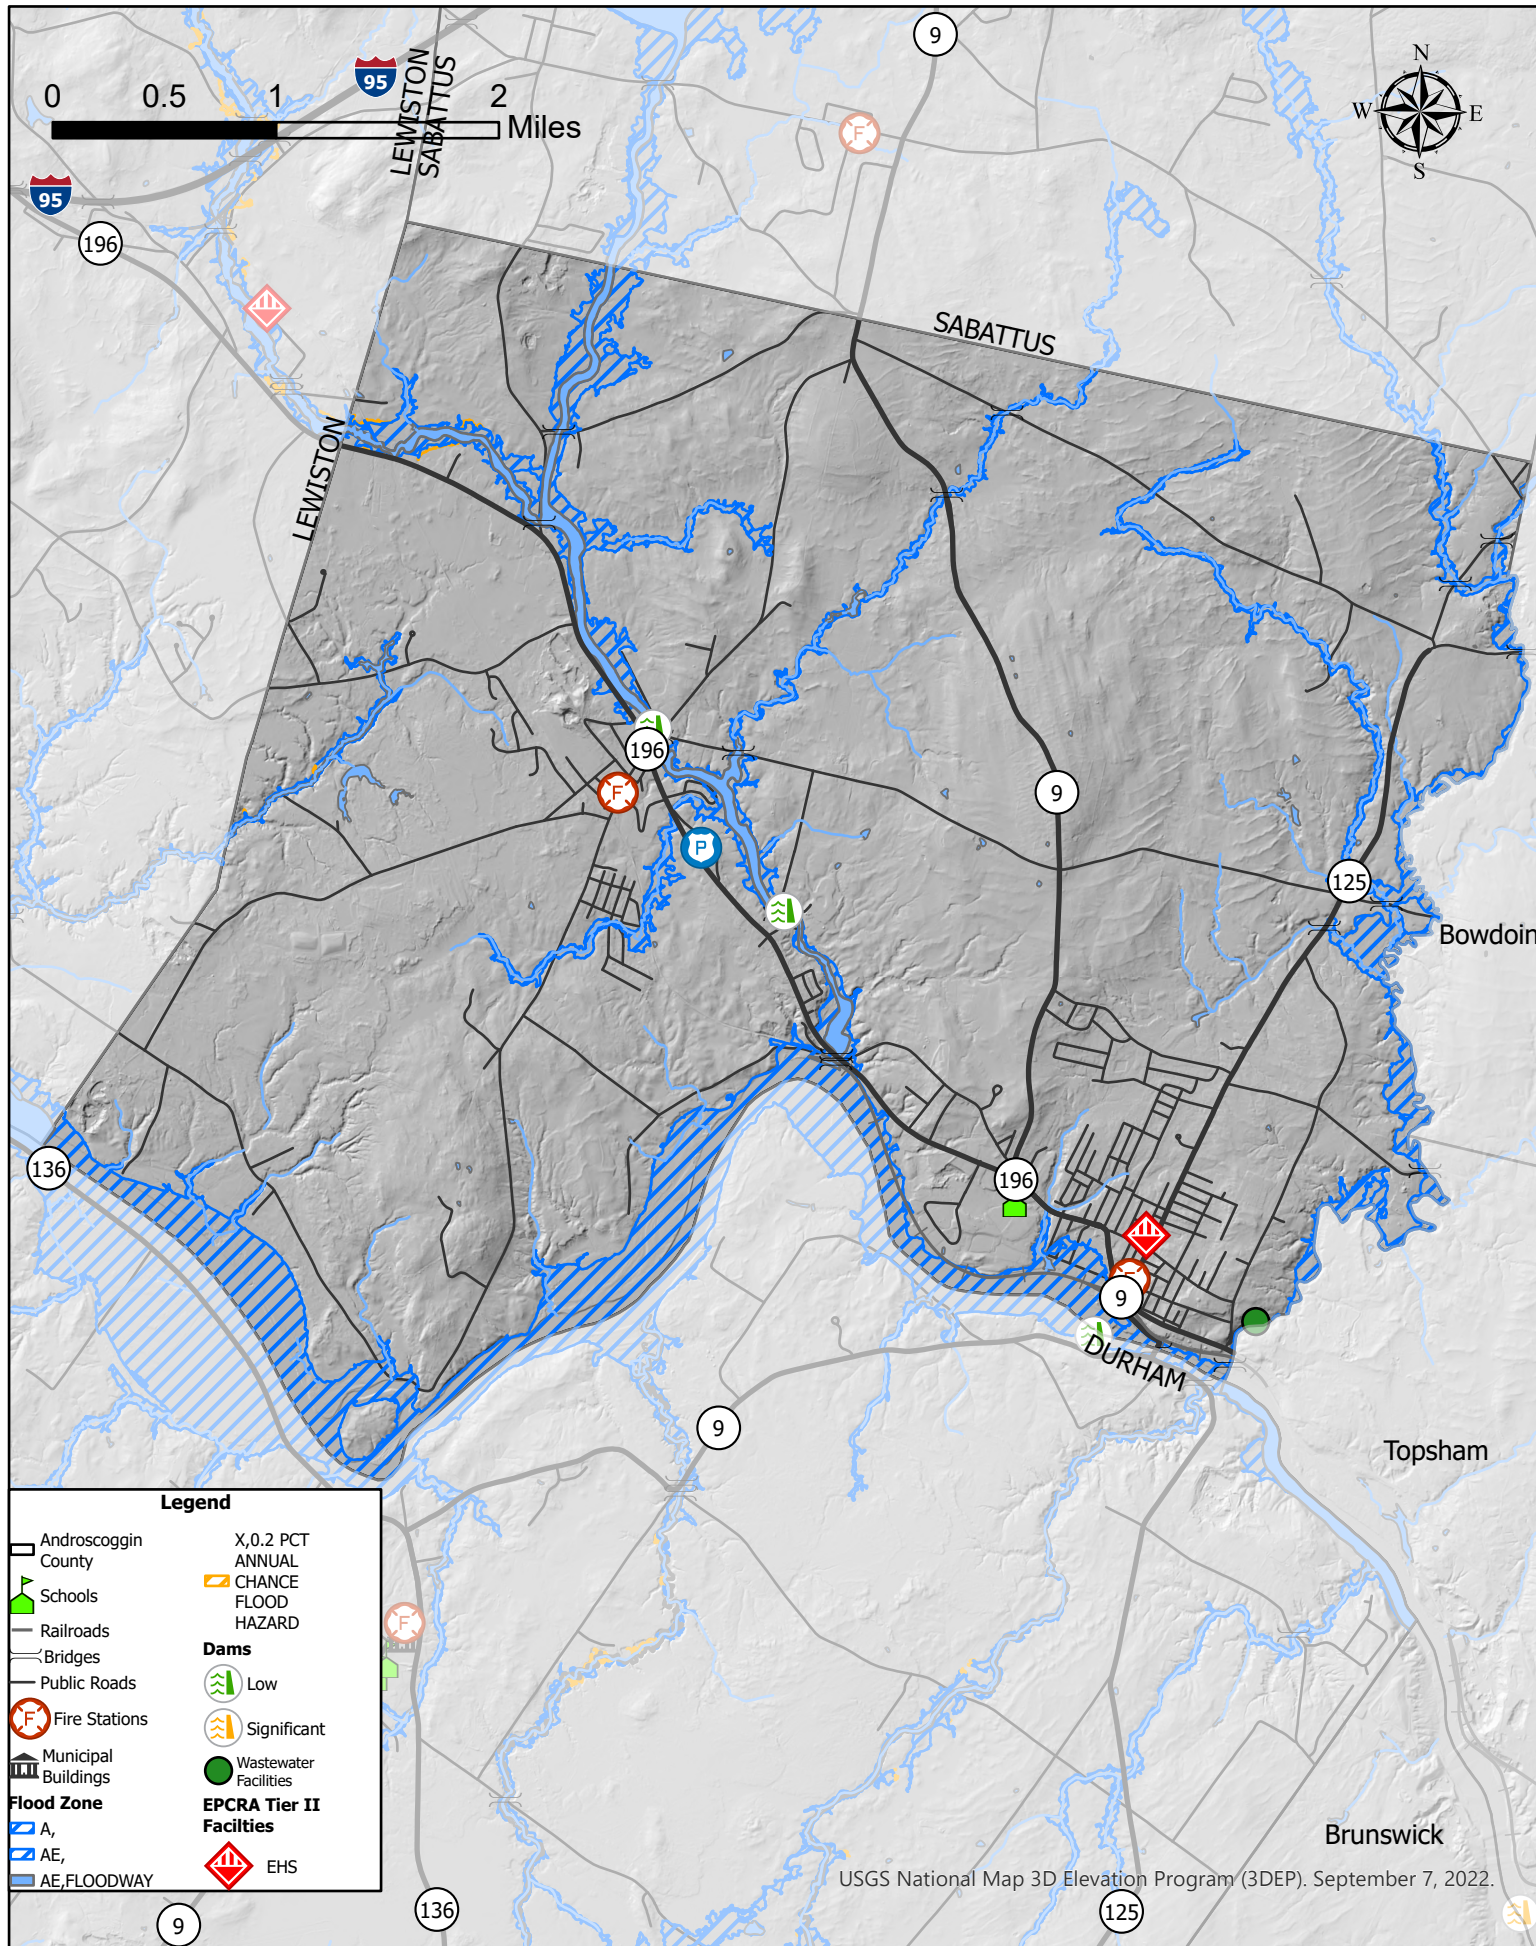 9
N
W
E
S
95
LEWISTON
SABATTUS
0 0.5 1 2
Miles
F
95
196
SABATTUS
LEWISTON
196
F
9
P
125
Bowdoin
136
196
F
9
DURHAM
9
Topsham
Legend
Androscoggin
County
Schools
Railroads
Bridges
Public Roads
F
Fire Stations
Municipal
Buildings
Flood Zone
A,
AE,
AE,FLOODWAY
X,0.2 PCT
ANNUAL
CHANCE
FLOOD
HAZARD
Dams
Low
Significant
Wastewater
Facilities
EPCRA Tier II
Facilties
EHS
F
Brunswick
USGS National Map 3D Elevation Program (3DEP). September 7, 2022.
9
136
125